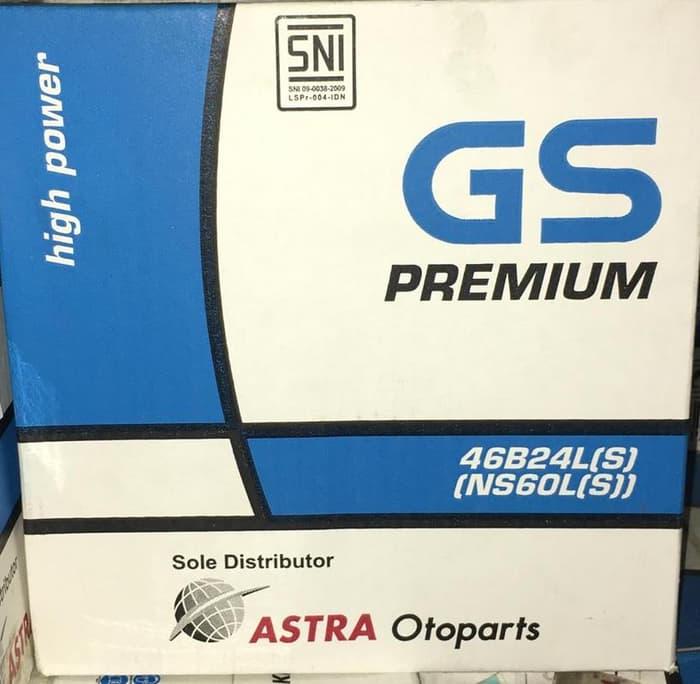 SNI
SNI 09-0038-2009
LSPr-004-IDN
high power
GS
PREMIUM
46B24L(S)
(NS60L(S))
Sole Distributor
ASTRA Otoparts